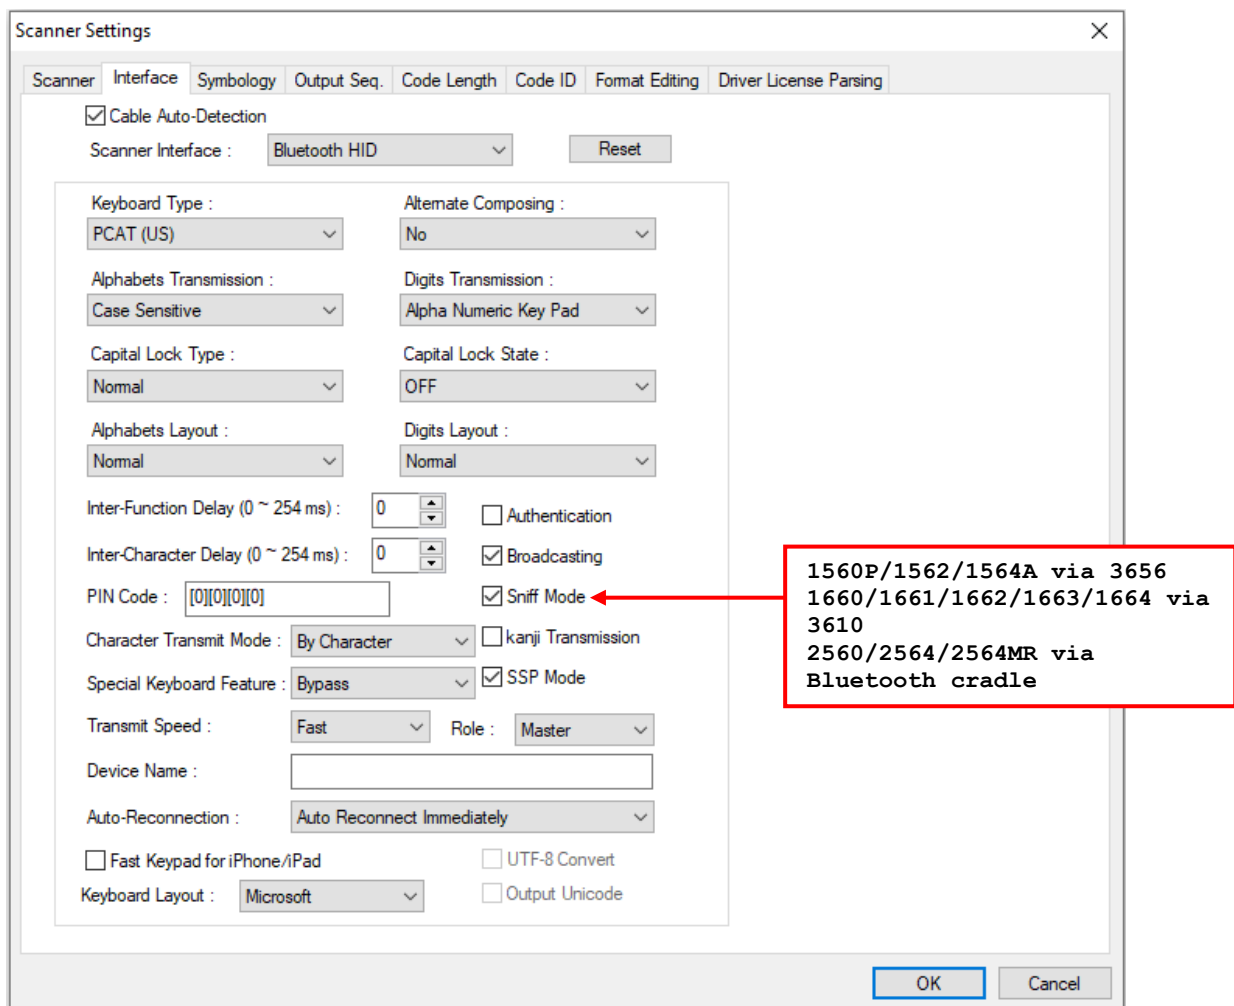 Scanner Settings
Scanner Interface Symbology Output Seq. Code Length Code ID Format Editing Driver License Parsing
Cable Auto-Detection
Scanner Interface : Bluetooth HID Reset
Keyboard Type : Alternate Composing :
PCAT (US) No
Alphabets Transmission : Digits Transmission :
Case Sensitive Alpha Numeric Key Pad
Capital Lock Type : Capital Lock State :
Normal OFF
Alphabets Layout : Digits Layout :
Normal Normal
Inter-Function Delay (0 ~ 254 ms) : 0 Authentication
Inter-Character Delay (0 ~ 254 ms) : 0 Broadcasting
PIN Code : [0][0][0][0] Sniff Mode
Character Transmit Mode : By Character kanji Transmission
Special Keyboard Feature : Bypass SSP Mode
Transmit Speed : Fast Role : Master
Device Name :
Auto-Reconnection : Auto Reconnect Immediately
Fast Keypad for iPhone/iPad UTF-8 Convert
Keyboard Layout : Microsoft Output Unicode
OK Cancel
1560P/1562/1564A via 3656
1660/1661/1662/1663/1664 via
3610
2560/2564/2564MR via
Bluetooth cradle